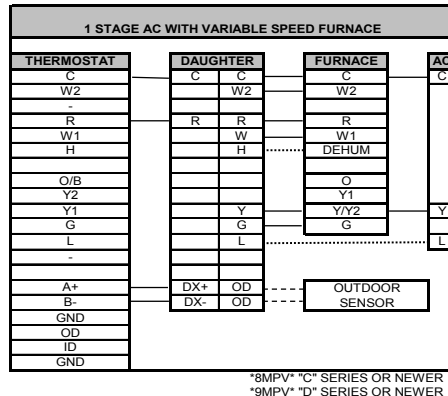 1 STAGE AC WITH VARIABLE SPEED FURNACE
THERMOSTAT DAUGHTER FURNACE AC
C C C C C
W2 W2 W2
-
R R R R
W1 W W1
H H DEHUM
O/B O
Y2 Y1
Y1 Y Y/Y2 Y
G G G
L L L
-
A+ DX+ OD OUTDOOR
B- DX- OD SENSOR
GND
OD
ID
GND
*8MPV* "C" SERIES OR NEWER
*9MPV* "D" SERIES OR NEWER